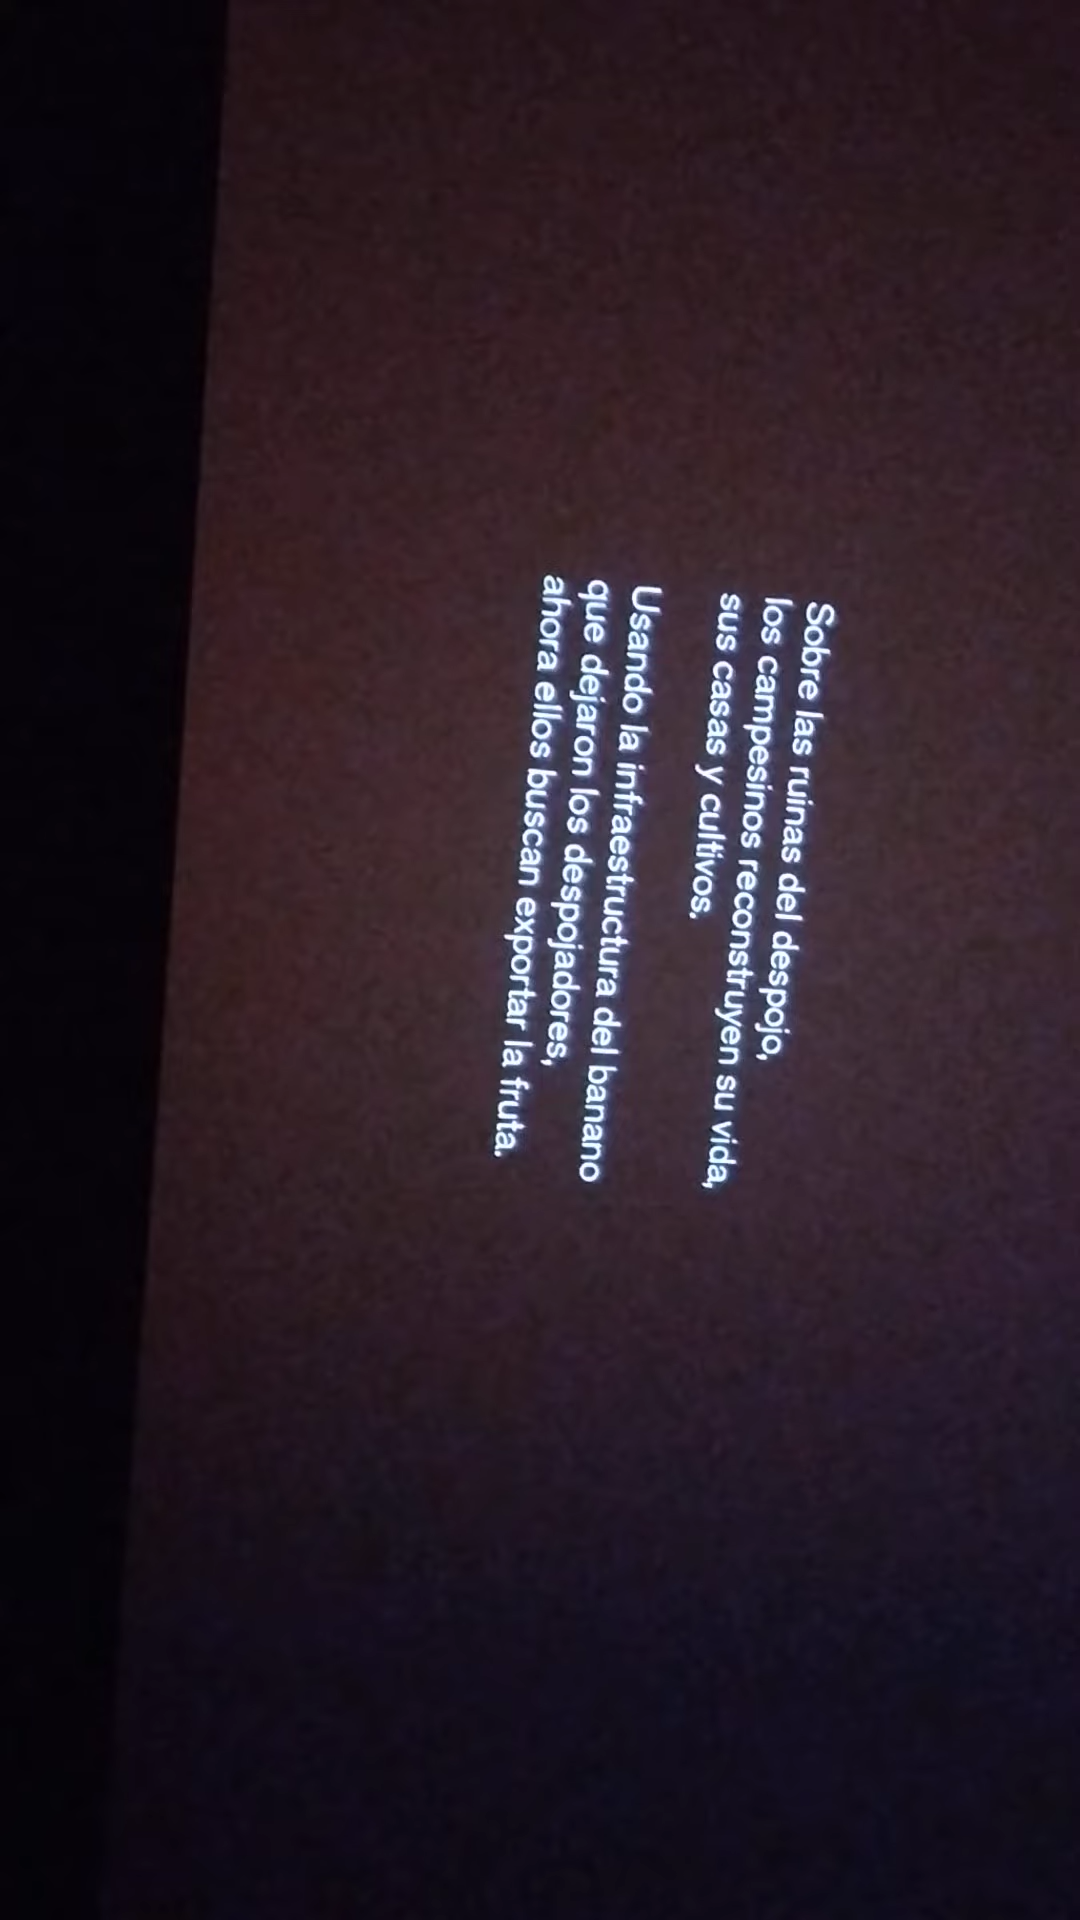 Sobre las ruinas del despojo,
los campesinos reconstruyen su vida,
sus casas y cultivos.
Usando la infraestructura del banano
que dejaron los despojadores,
ahora ellos buscan exportar la fruta.